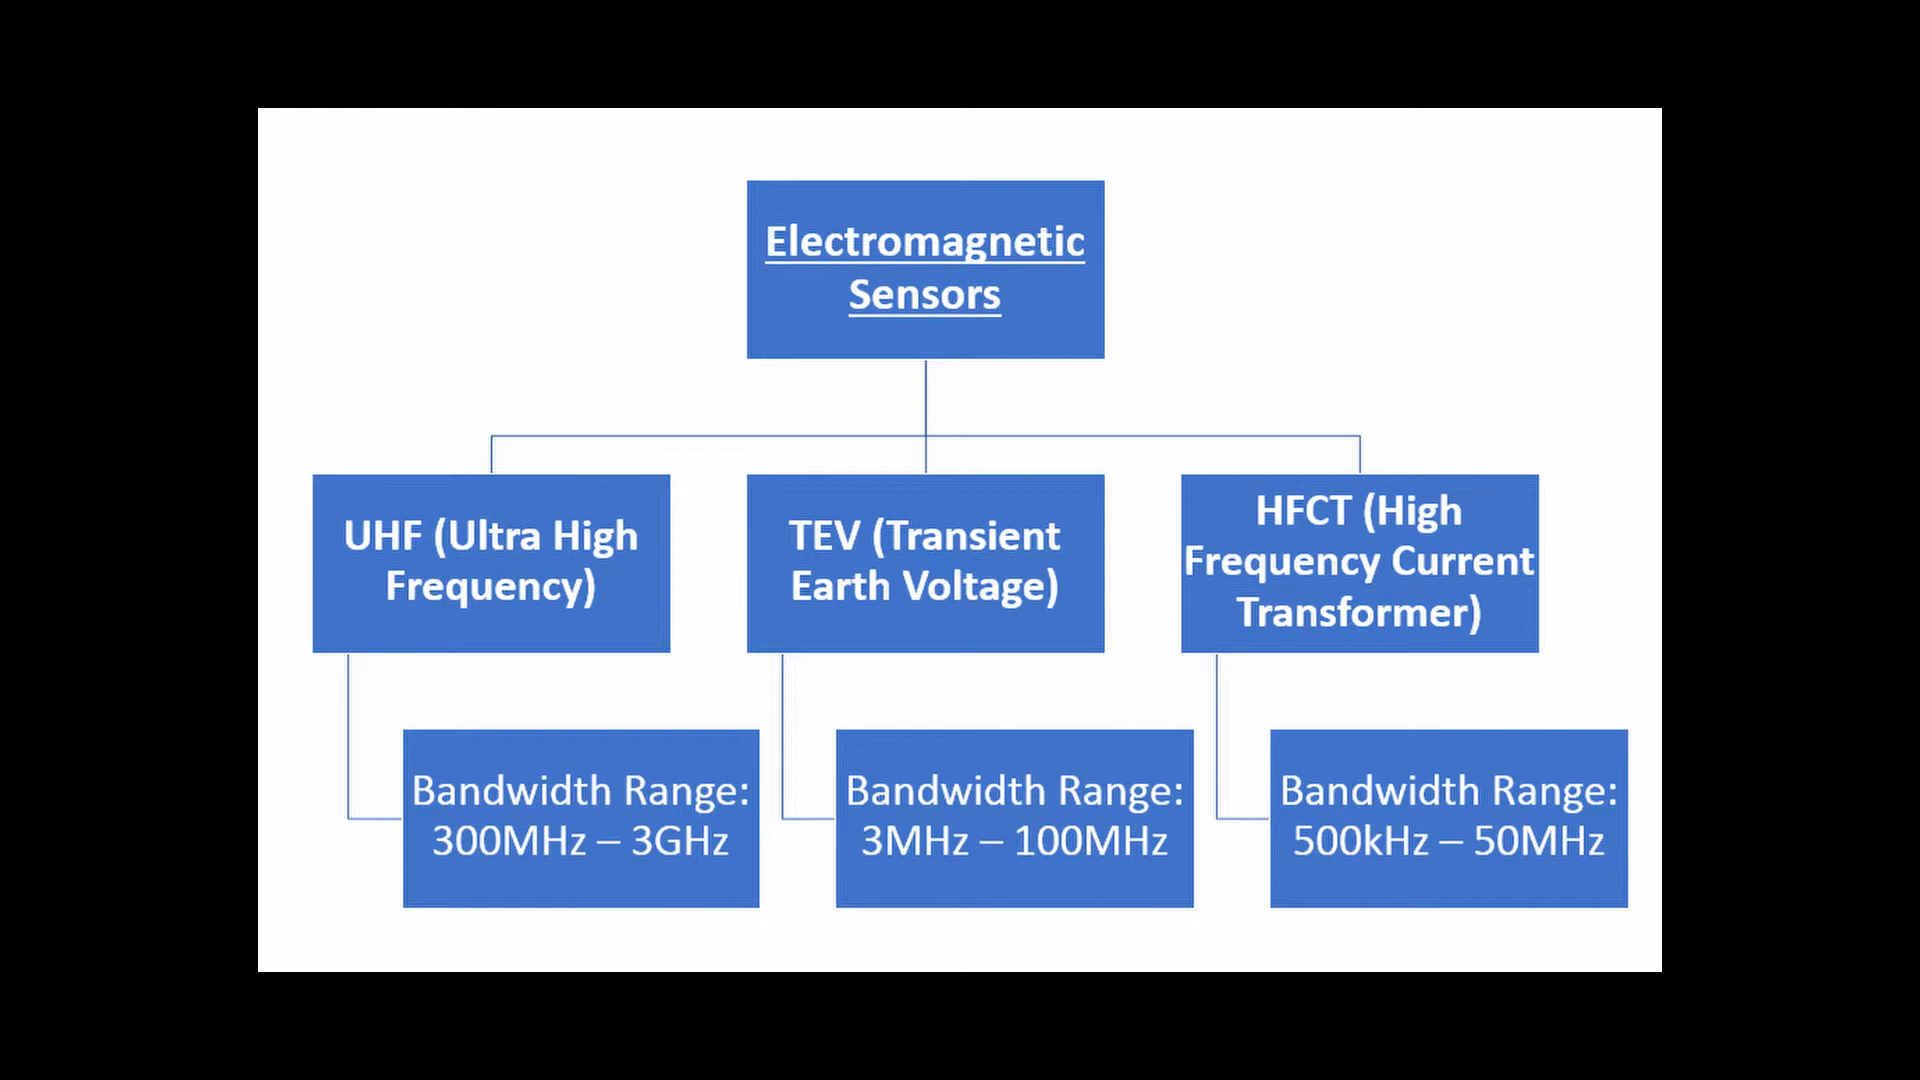 Electromagnetic
Sensors
UHF (Ultra High
Frequency)
TEV (Transient
Earth Voltage)
HFCT (High
Frequency Current
Transformer)
Bandwidth Range:
300MHz – 3GHz
Bandwidth Range:
3MHz – 100MHz
Bandwidth Range:
500kHz – 50MHz